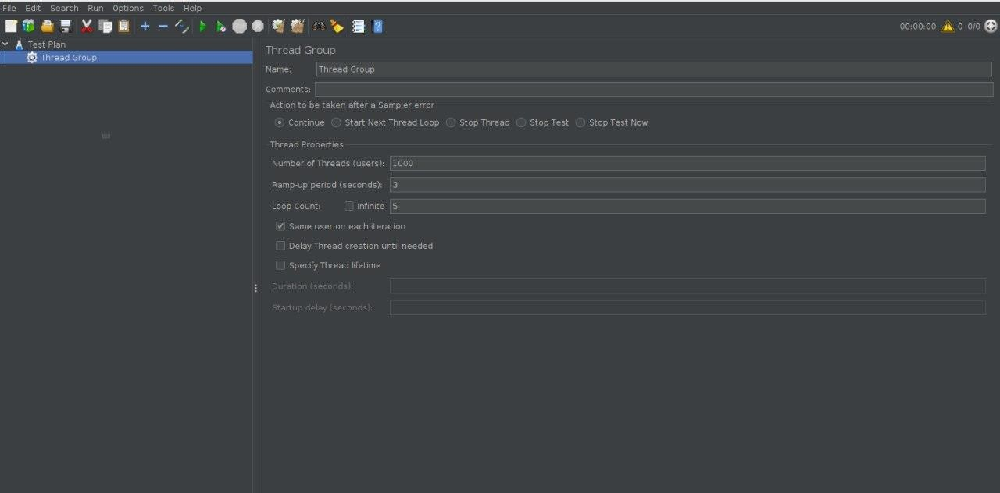 File Edit Search Run Options Tools Help
00:00:00 0 0/0
Test Plan
Thread Group
Thread Group
Name: Thread Group
Comments:
Action to be taken after a Sampler error
Continue Start Next Thread Loop Stop Thread Stop Test Stop Test Now
Thread Properties
Number of Threads (users): 1000
Ramp-up period (seconds): 3
Loop Count: Infinite 5
Same user on each iteration
Delay Thread creation until needed
Specify Thread lifetime
Duration (seconds):
Startup delay (seconds):